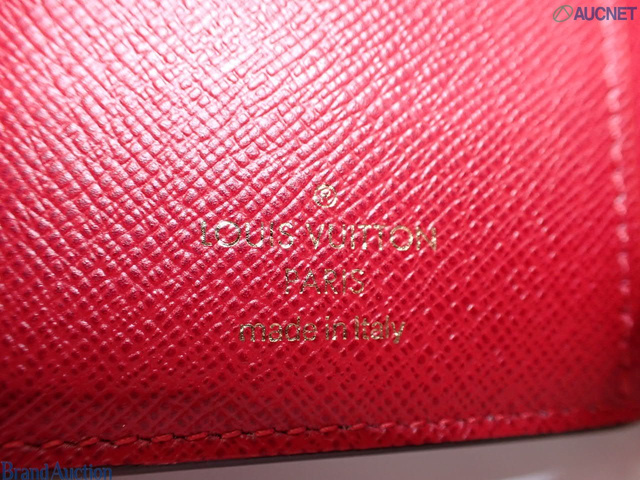 AUCNET
®
LOUIS VUITTON
PARIS
made in Italy
Brand Auction